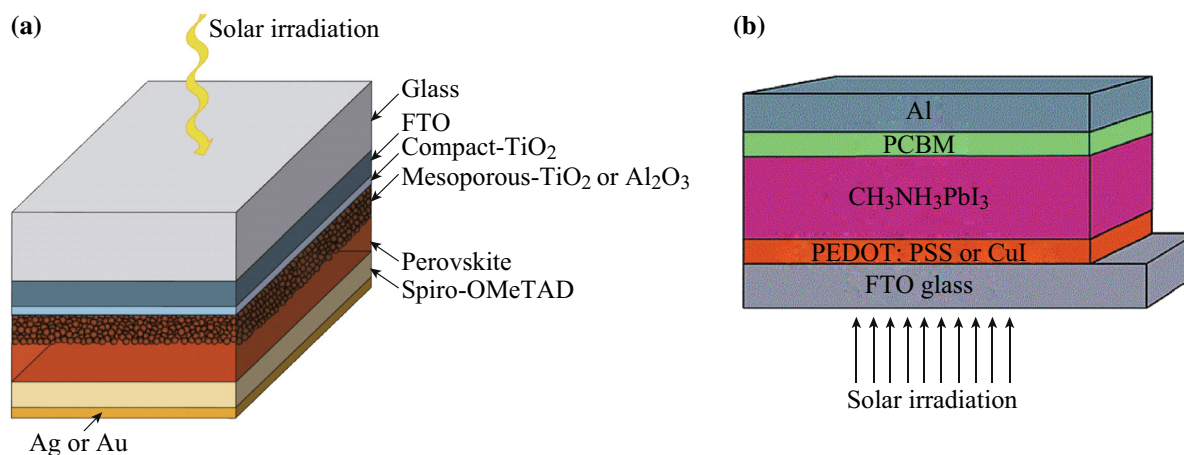 (a)
Solar irradiation
Glass
FTO
Compact-TiO₂
Mesoporous-TiO₂ or Al₂O₃
Perovskite
Spiro-OMeTAD
Ag or Au
(b)
Al
PCBM
CH₃NH₃PbI₃
PEDOT: PSS or CuI
FTO glass
Solar irradiation